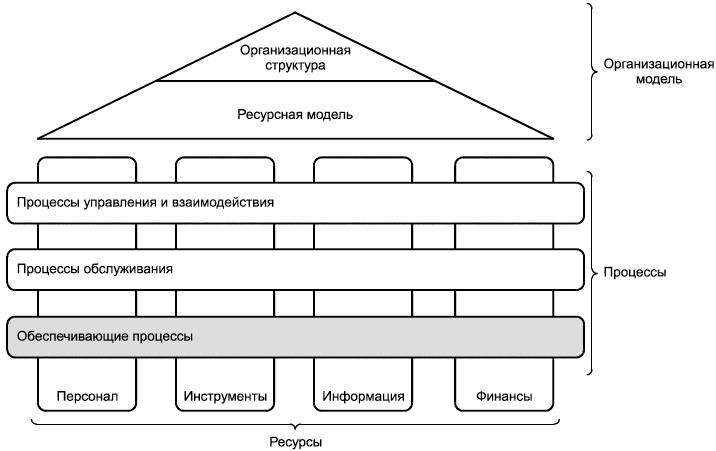 Организационная
структура
Ресурсная модель
Организационная
модель
Процессы управления и взаимодействия
Процессы обслуживания
Процессы
Обеспечивающие процессы
Персонал
Инструменты
Информация
Финансы
Ресурсы